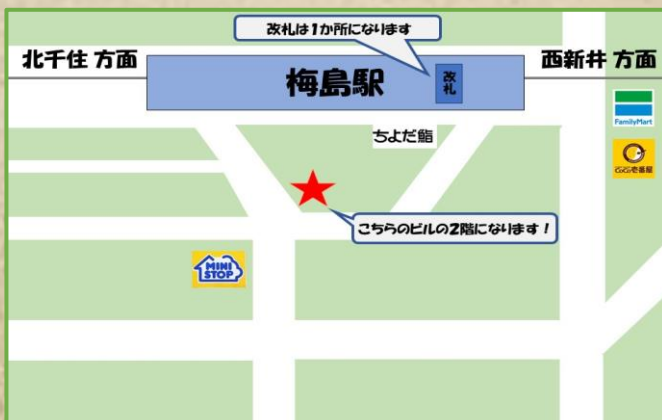 改札は1か所になります
北千住 方面
西新井 方面
梅島駅
改札
FamilyMart
ちよだ鮨
CoCo壱番屋
こちらのビルの2階になります！
MINI
STOP